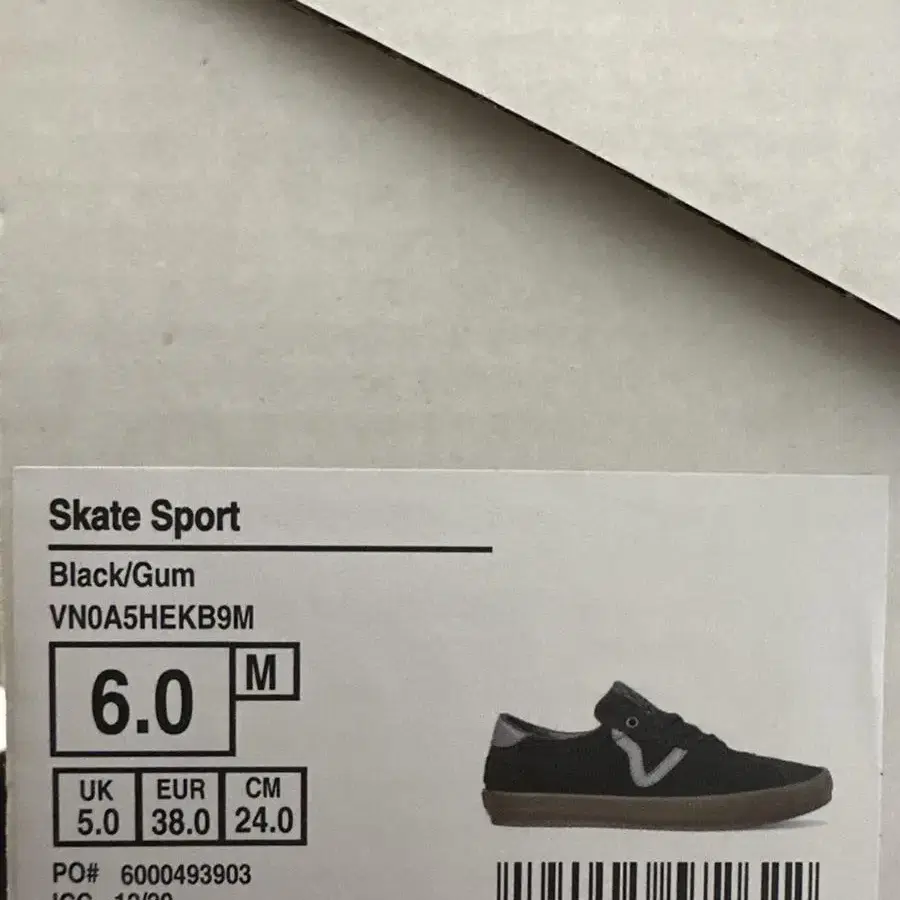 Skate Sport
Black/Gum
VN0A5HEKB9M
6.0 M
UK EUR CM
5.0 38.0 24.0
PO# 6000493903